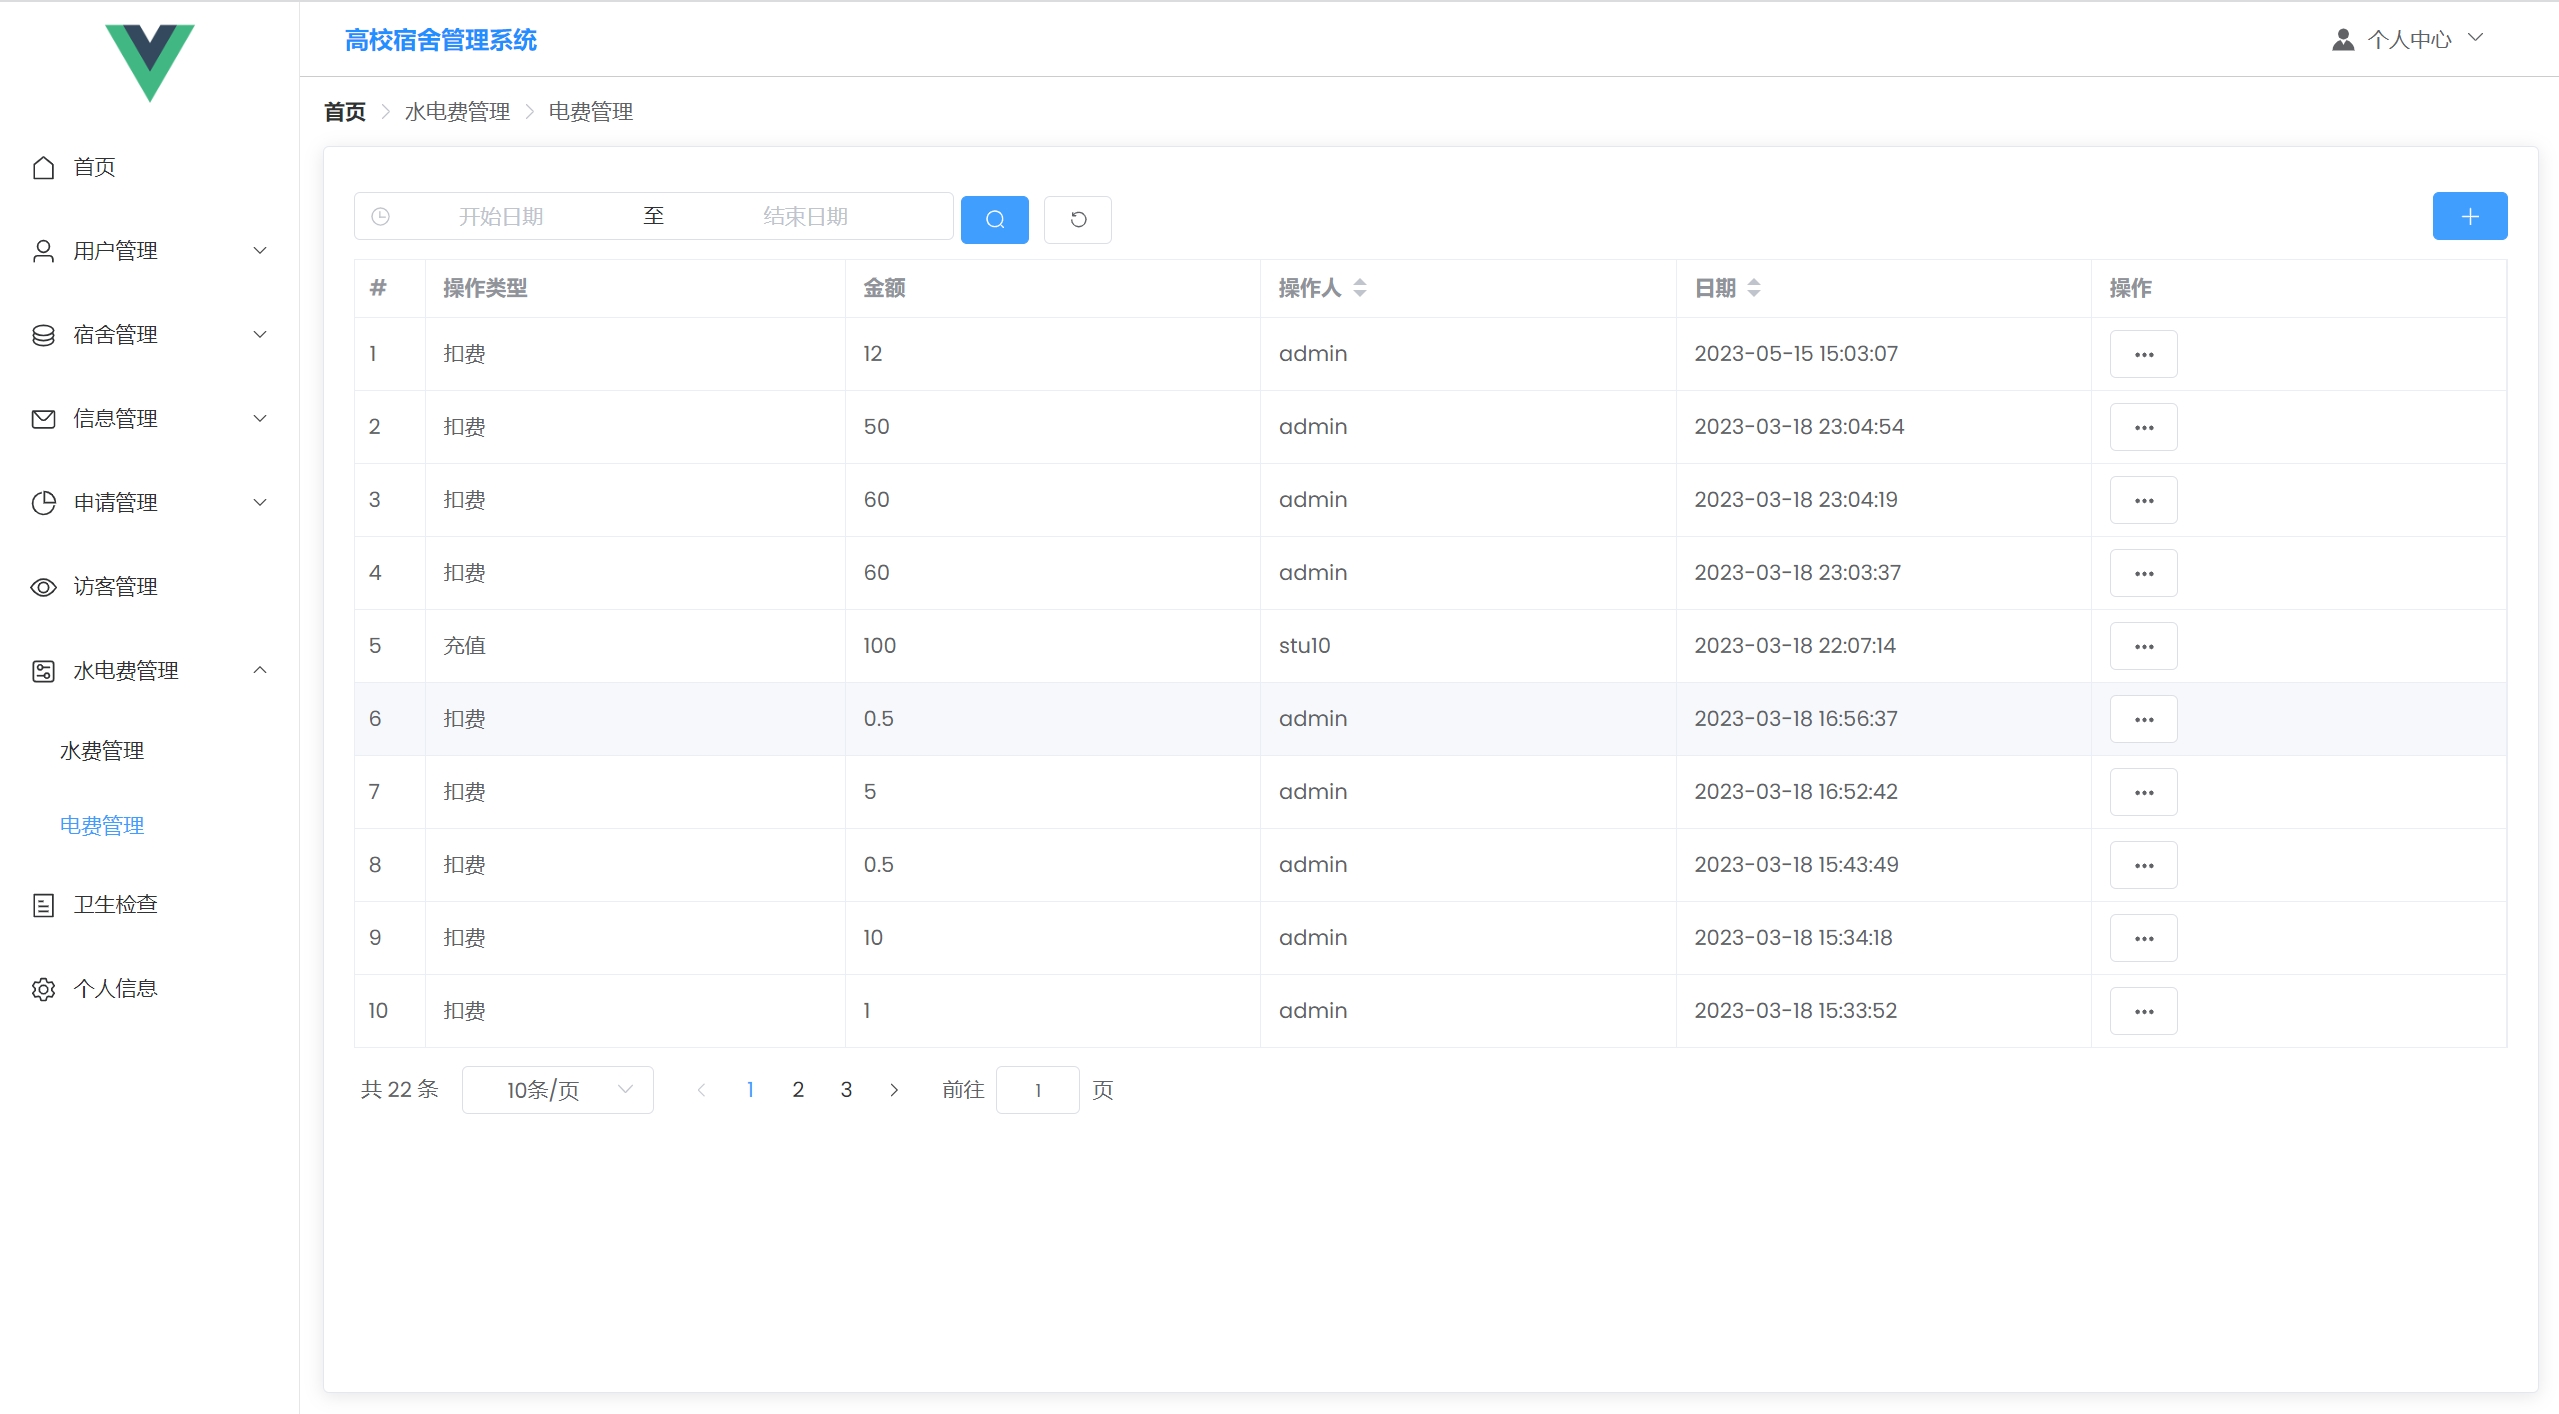 高校宿舍管理系统
个人中心
首页
用户管理
宿舍管理
信息管理
申请管理
访客管理
水电费管理
水费管理
电费管理
卫生检查
个人信息
首页 水电费管理 电费管理
开始日期 至 结束日期
# 操作类型 金额 操作人 日期 操作
1 扣费 12 admin 2023-05-15 15:03:07
2 扣费 50 admin 2023-03-18 23:04:54
3 扣费 60 admin 2023-03-18 23:04:19
4 扣费 60 admin 2023-03-18 23:03:37
5 充值 100 stu10 2023-03-18 22:07:14
6 扣费 0.5 admin 2023-03-18 16:56:37
7 扣费 5 admin 2023-03-18 16:52:42
8 扣费 0.5 admin 2023-03-18 15:43:49
9 扣费 10 admin 2023-03-18 15:34:18
10 扣费 1 admin 2023-03-18 15:33:52
共 22 条 10条/页 1 2 3 前往 1 页